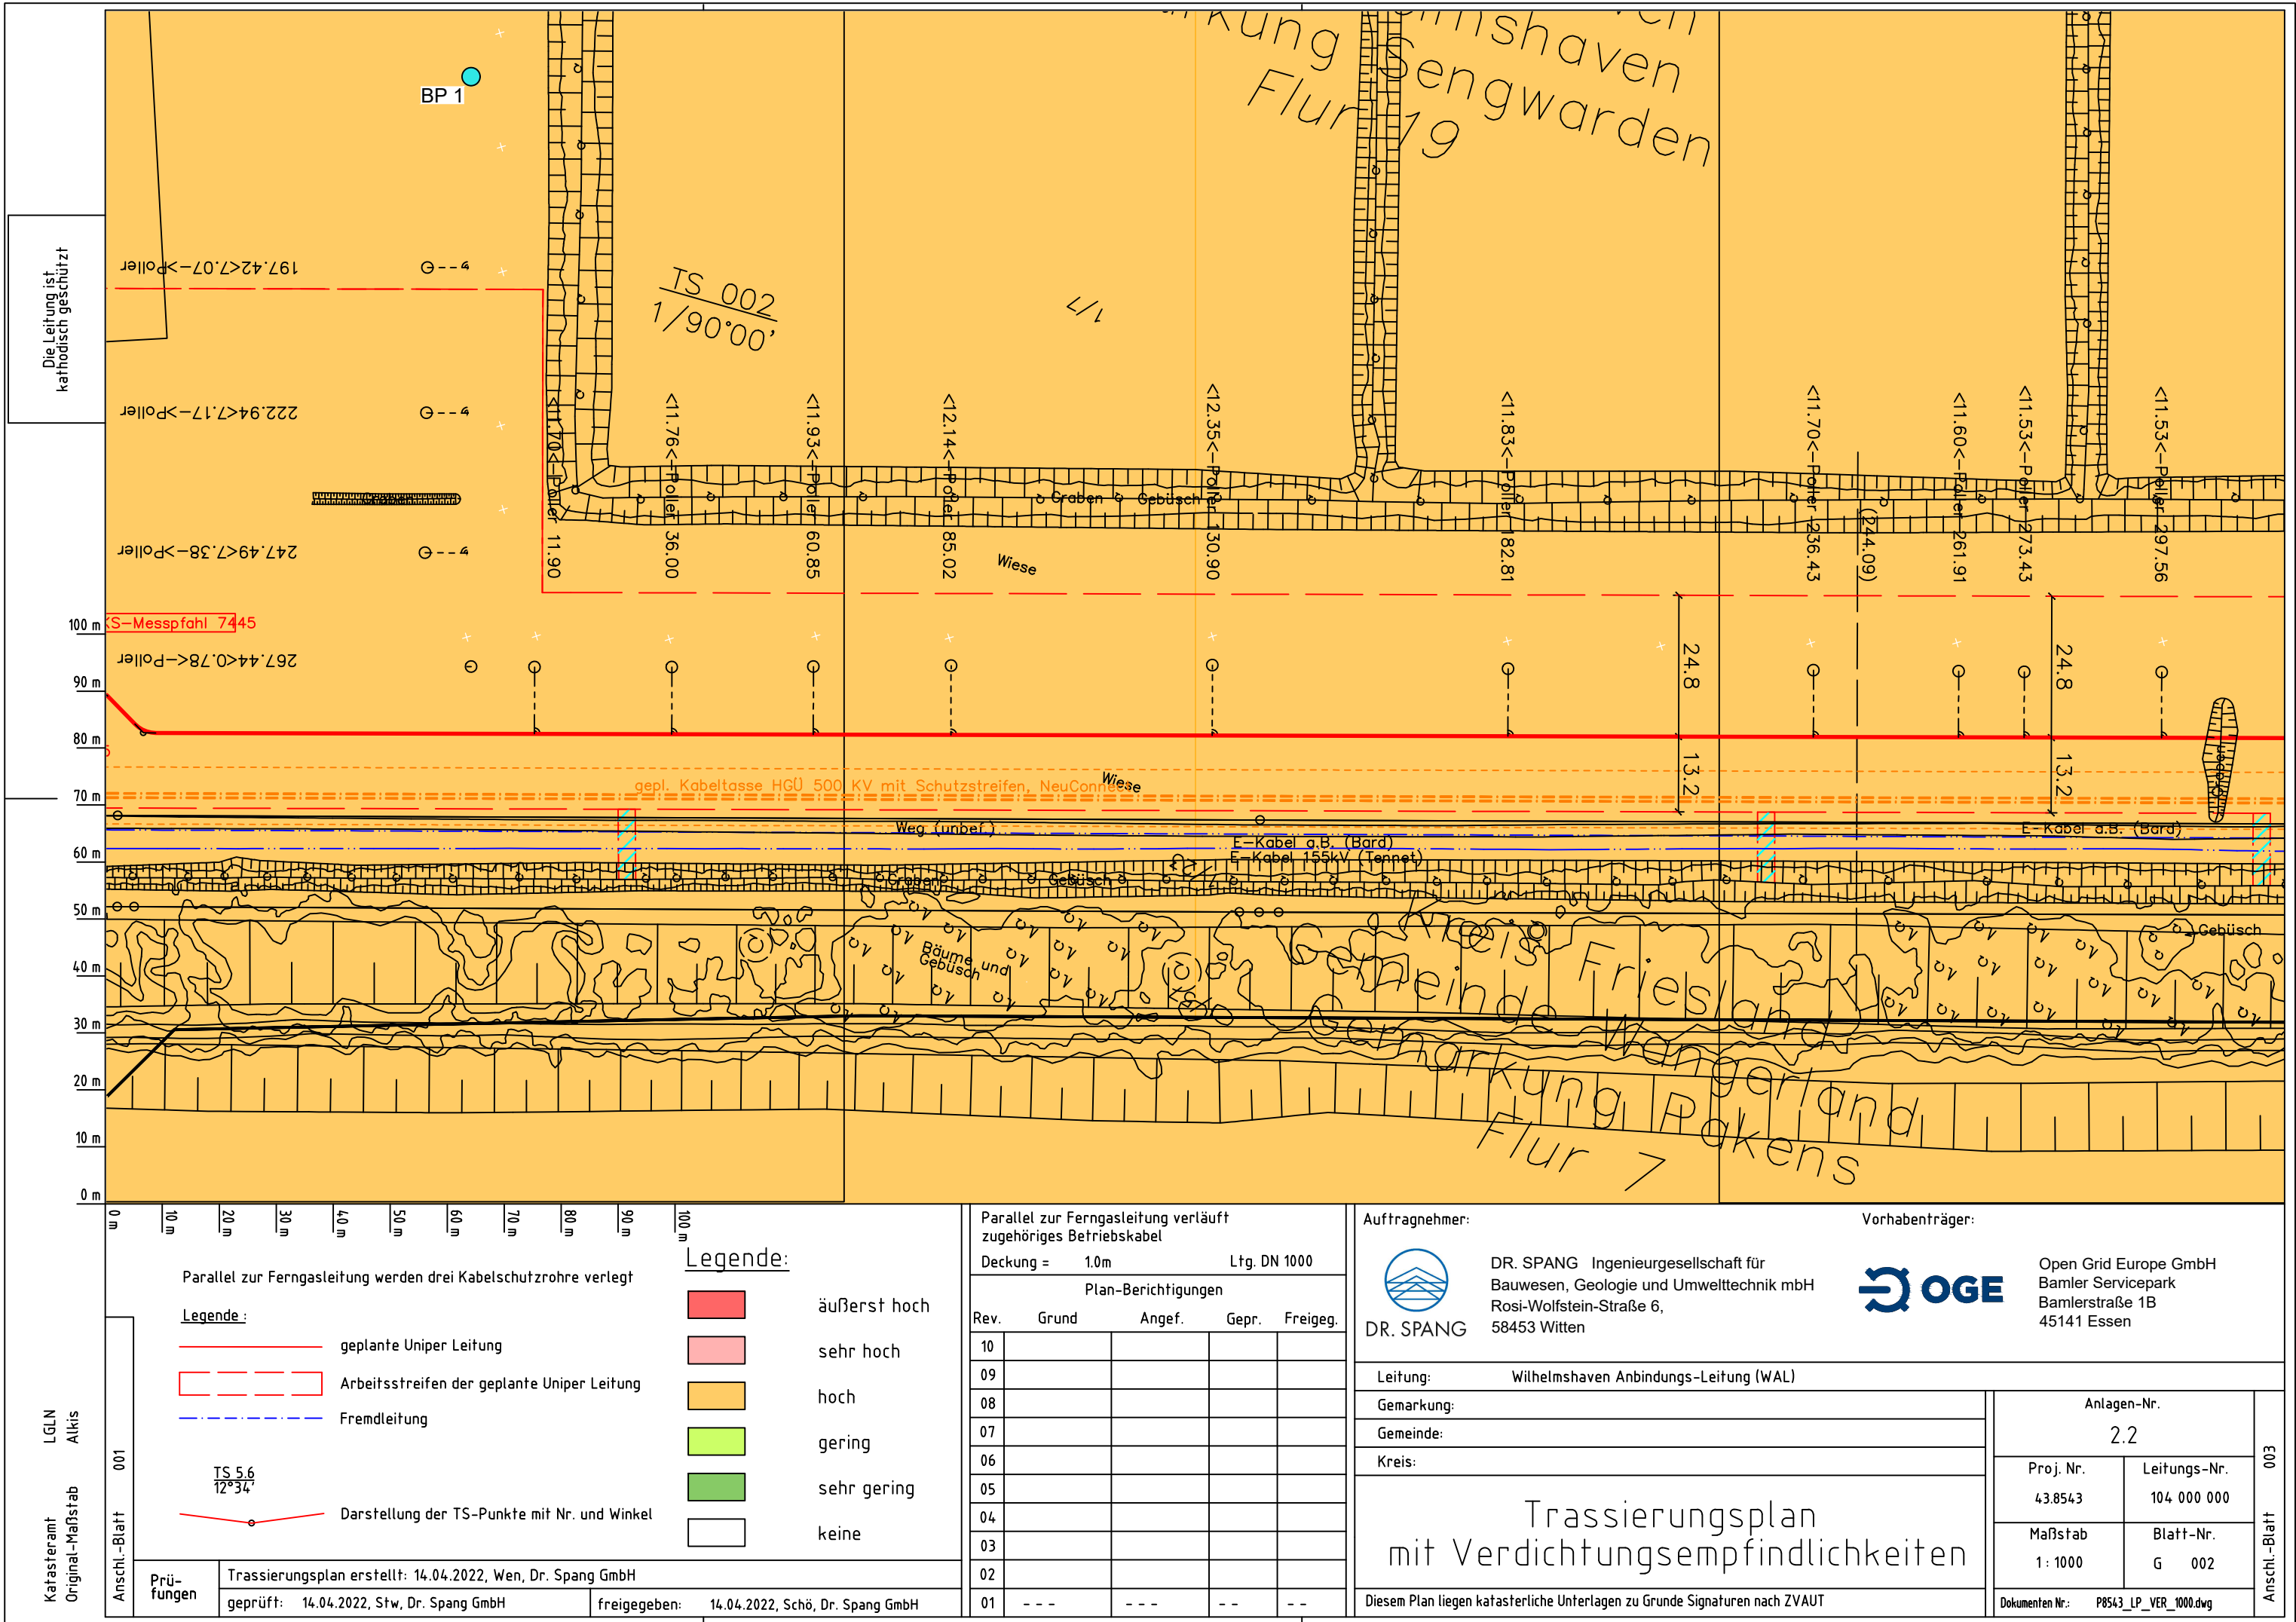 kung
Sengwarden
Flur 19
BP 1
Die Leitung ist
kathodisch geschützt
197.42<7.07->Poller
222.94<7.17->Poller
247.49<7.38->Poller
267.44<0.78->Poller
TS 002
1/90°00'
1/7
<11.70<-Poller 11.90
<11.76<-Poller 36.00
<11.93<-Poller 60.85
<12.14<-Poller 85.02
<12.35<-Poller 130.90
<11.83<-Poller 182.81
<11.70<-Poller 236.43
(244.09)
<11.60<-Poller 261.91
<11.53<-Poller 273.43
<11.53<-Poller 297.56
Graben
Graben Gebüsch
Wiese
KS-Messpfahl 7445
24.8
24.8
13.2
13.2
gepl. Kabeltasse HGÜ 500 KV mit Schutzstreifen, NeuConnect
Wiese
Weg (unbef.)
E-Kabel a.B. (Bard)
E-Kabel a.B. (Bard)
E-Kabel 155kV (Tennet)
Graben
Gebüsch
Graben
Bäume und
Gebüsch
Gebüsch
Kreis Friesland
Gemeinde Wangerland
Gemarkung Pakens
Flur 7
100 m
90 m
80 m
70 m
60 m
50 m
40 m
30 m
20 m
10 m
0 m
0 m
10 m
20 m
30 m
40 m
50 m
60 m
70 m
80 m
90 m
100 m
Parallel zur Ferngasleitung werden drei Kabelschutzrohre verlegt
Legende :
geplante Uniper Leitung
Arbeitsstreifen der geplante Uniper Leitung
Fremdleitung
TS 5.6
12°34'
Darstellung der TS-Punkte mit Nr. und Winkel
Legende:
äußerst hoch
sehr hoch
hoch
gering
sehr gering
keine
Katasteramt LGLN
Original-Maßstab Alkis
Anschl.-Blatt 001
Prü-
fungen
Trassierungsplan erstellt: 14.04.2022, Wen, Dr. Spang GmbH
geprüft: 14.04.2022, Stw, Dr. Spang GmbH
freigegeben: 14.04.2022, Schö, Dr. Spang GmbH
Parallel zur Ferngasleitung verläuft
zugehöriges Betriebskabel
Deckung = 1.0m Ltg. DN 1000
Plan-Berichtigungen
Rev. Grund Angef. Gepr. Freigeg.
10
09
08
07
06
05
04
03
02
01 --- --- -- --
Auftragnehmer:
DR. SPANG
DR. SPANG Ingenieurgesellschaft für
Bauwesen, Geologie und Umwelttechnik mbH
Rosi-Wolfstein-Straße 6,
58453 Witten
Vorhabenträger:
OGE
Open Grid Europe GmbH
Bamler Servicepark
Bamlerstraße 1B
45141 Essen
Leitung: Wilhelmshaven Anbindungs-Leitung (WAL)
Gemarkung:
Gemeinde:
Kreis:
Trassierungsplan
mit Verdichtungsempfindlichkeiten
Diesem Plan liegen katasterliche Unterlagen zu Grunde Signaturen nach ZVAUT
Anlagen-Nr.
2.2
Proj. Nr.
43.8543
Leitungs-Nr.
104 000 000
Maßstab
1 : 1000
Blatt-Nr.
G 002
Dokumenten Nr.: P8543_LP_VER_1000.dwg
Anschl.-Blatt 003